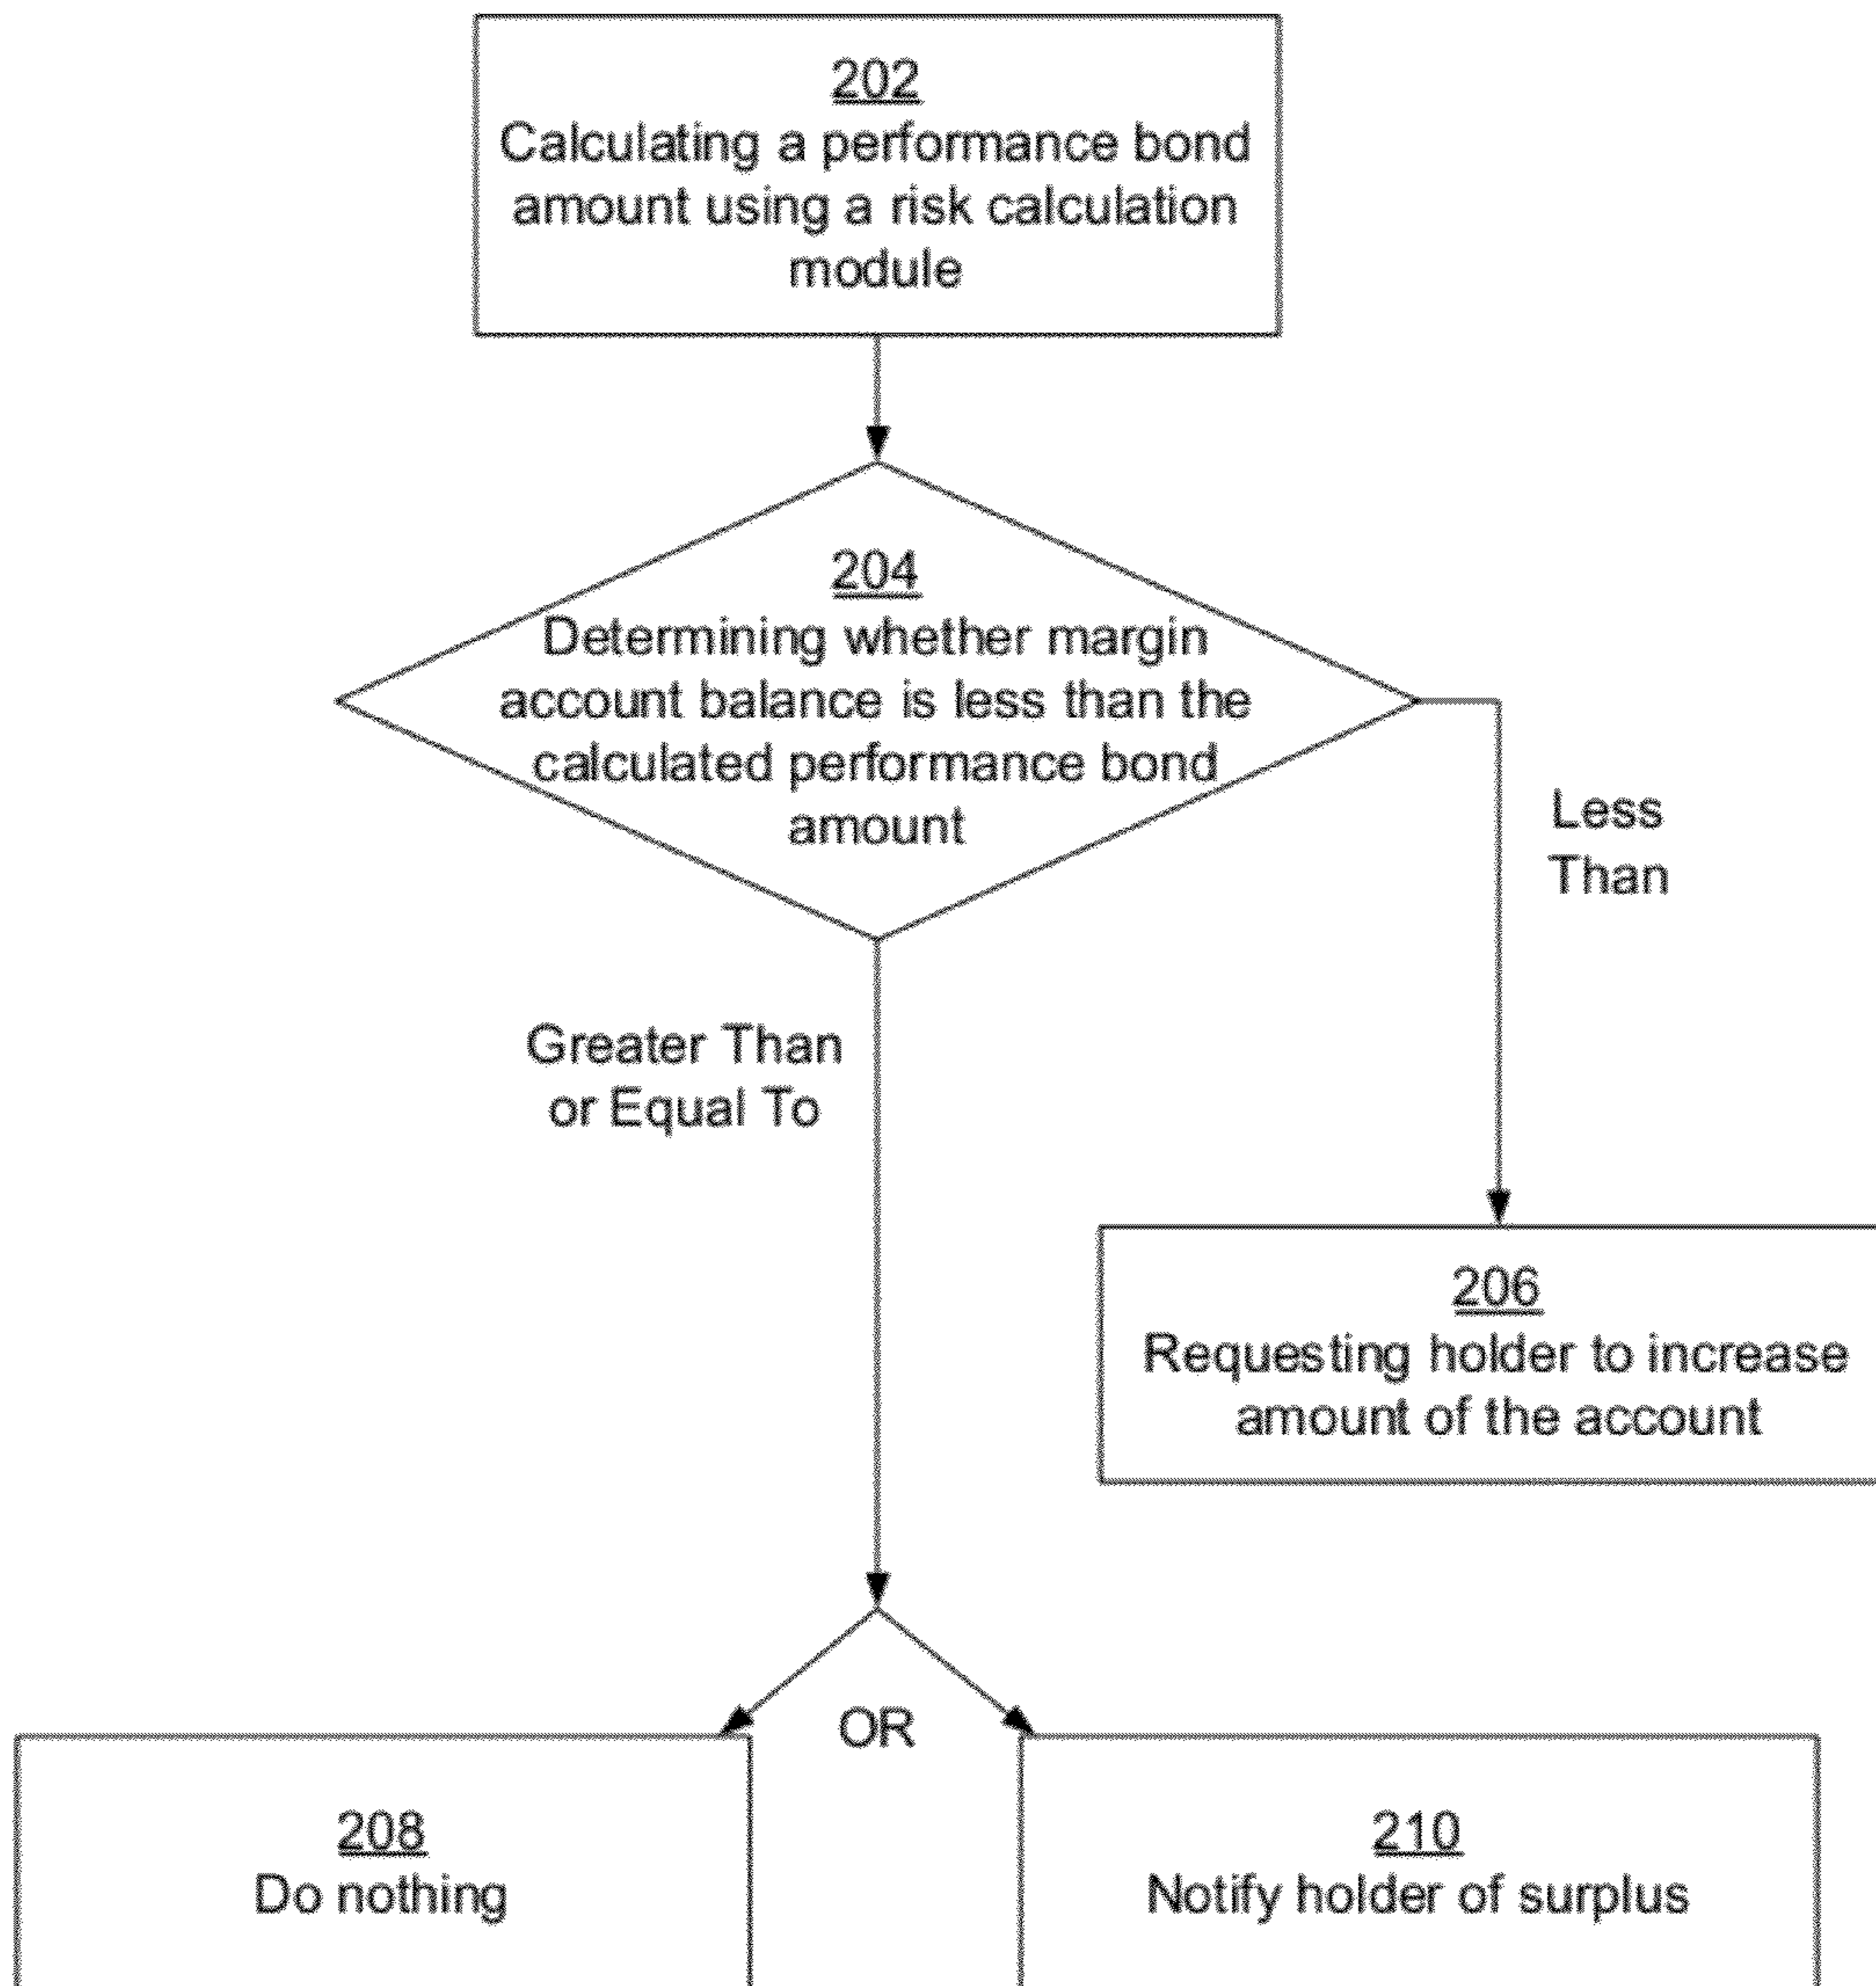 202
Calculating a performance bond
amount using a risk calculation
module
204
Determining whether margin
account balance is less than the
calculated performance bond
amount
Less
Than
Greater Than
or Equal To
206
Requesting holder to increase
amount of the account
OR
208
Do nothing
210
Notify holder of surplus